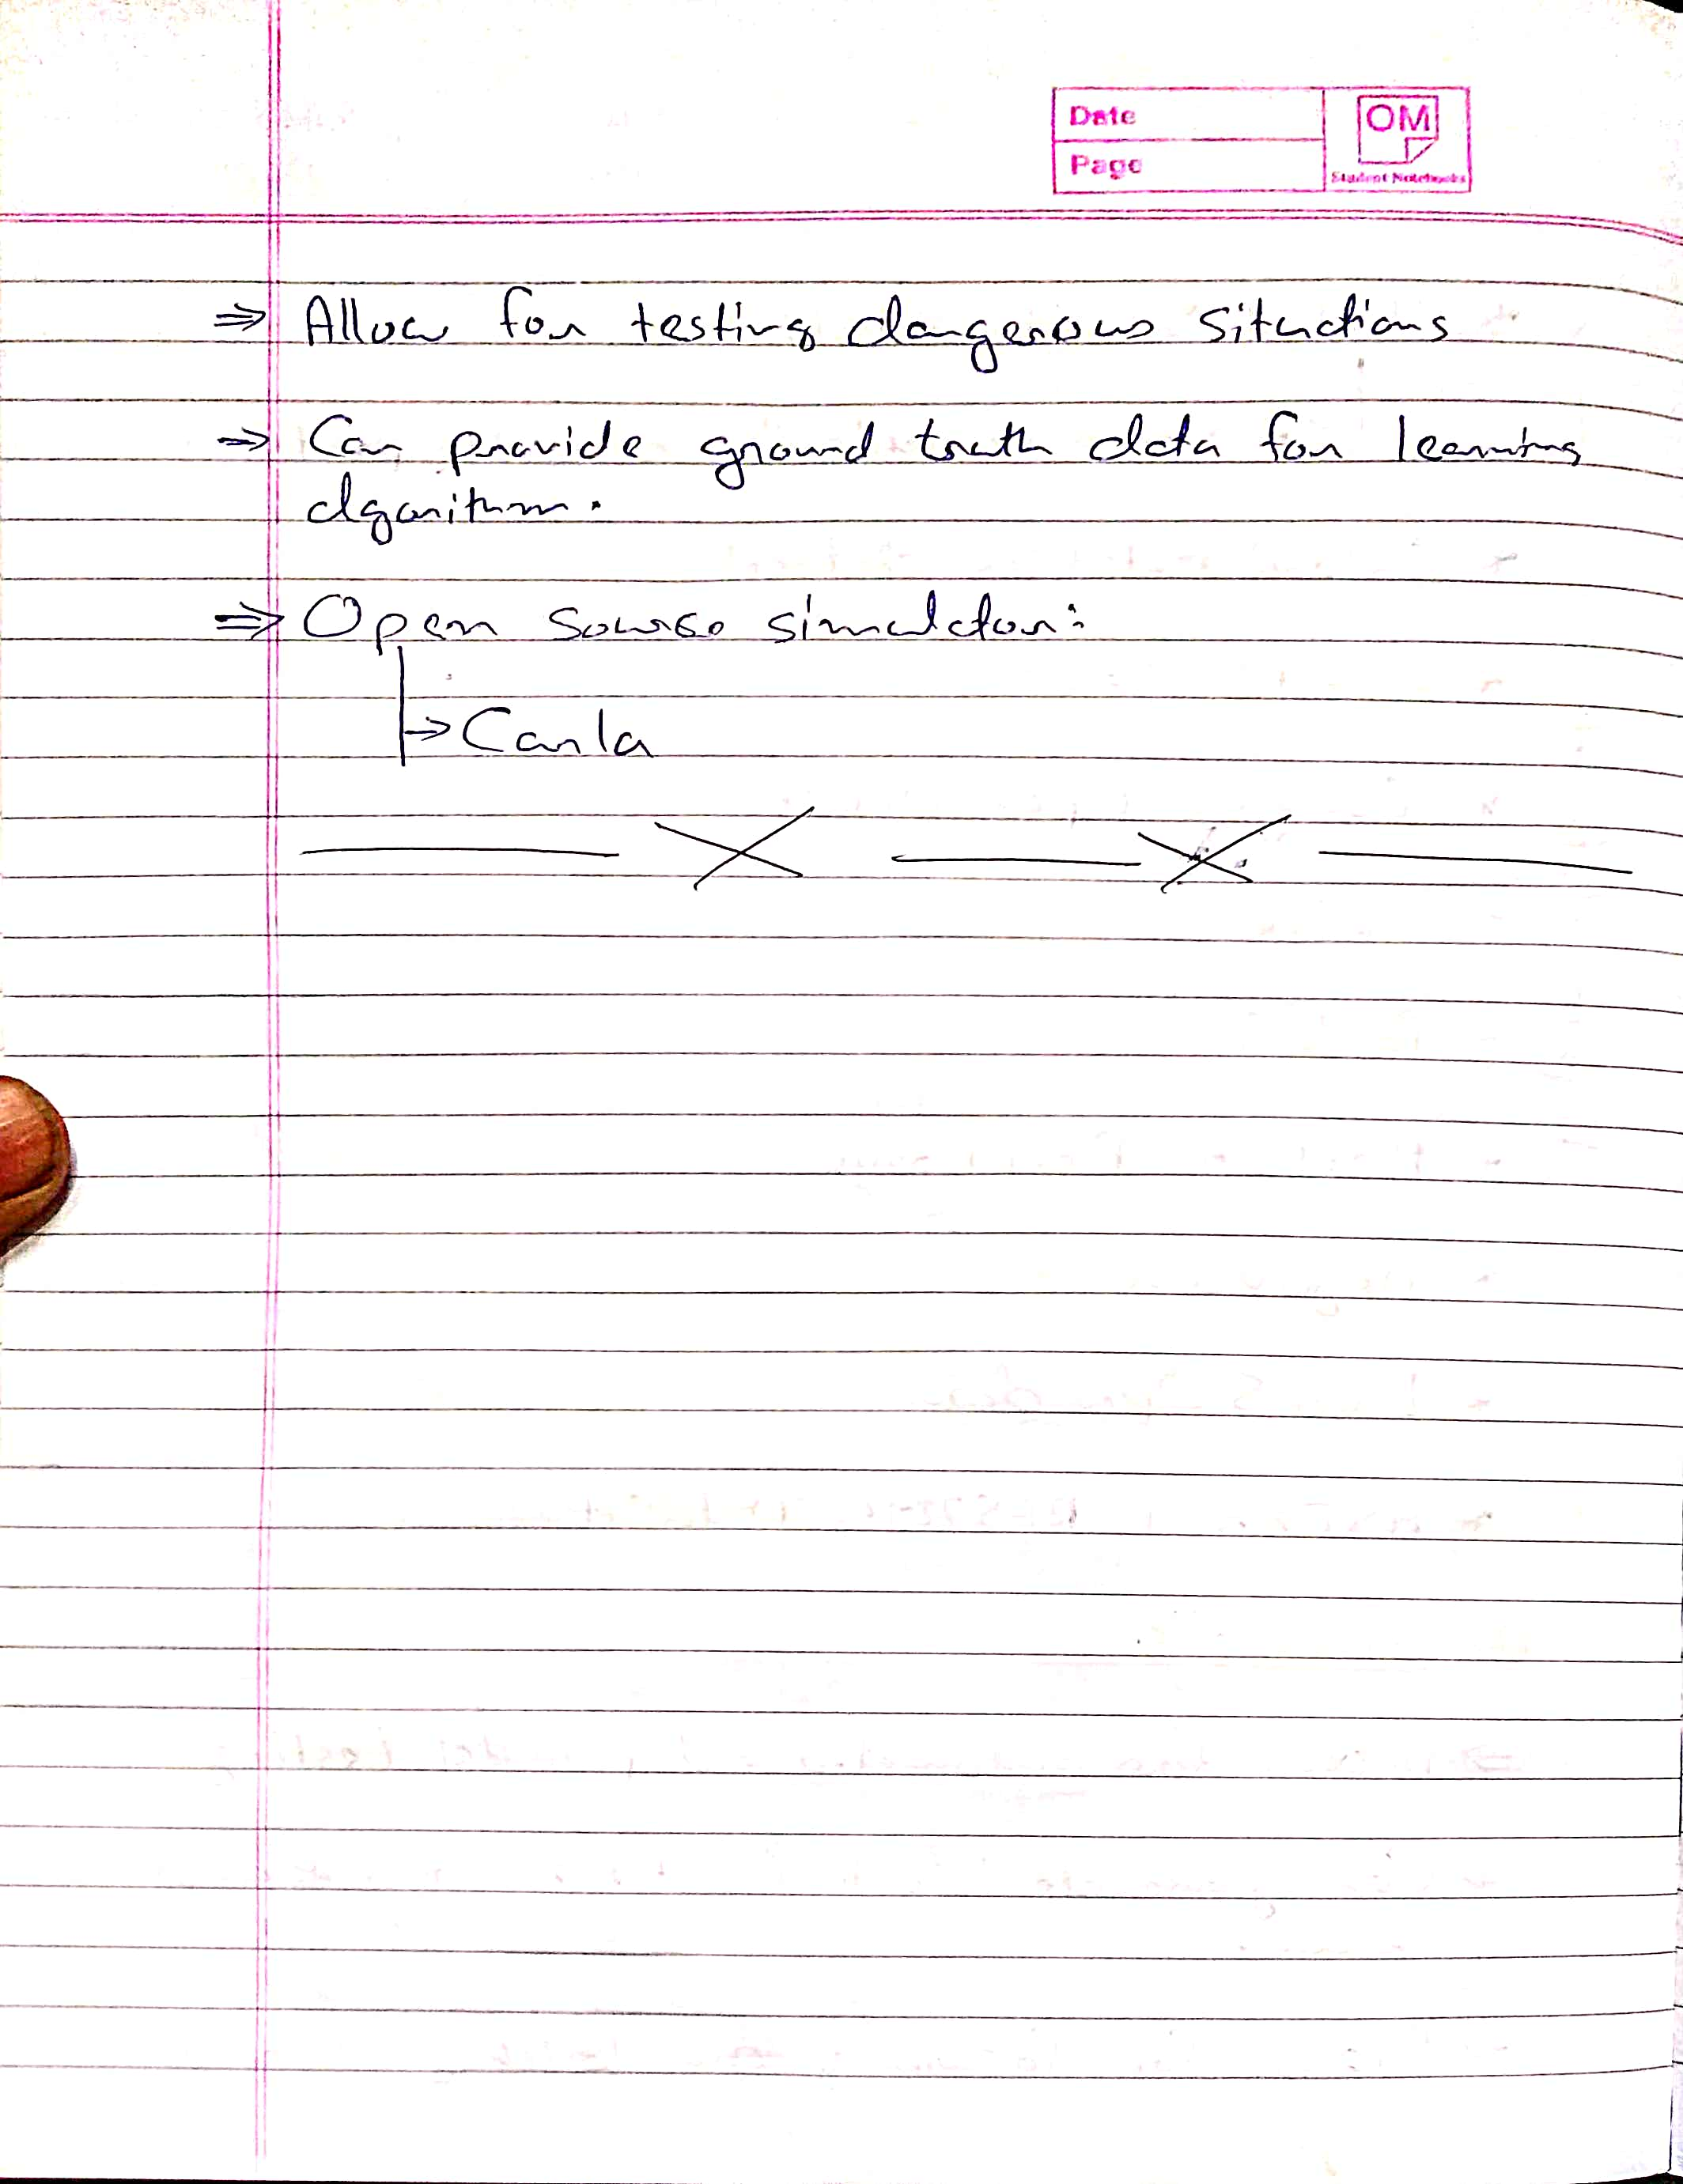 Date
Page
OM
Student Notebooks
⇒ Allow for testing dangerous situations
⇒ Can provide ground truth data for learning
algorithm.
⇒ Open source simulator:
→ Carla